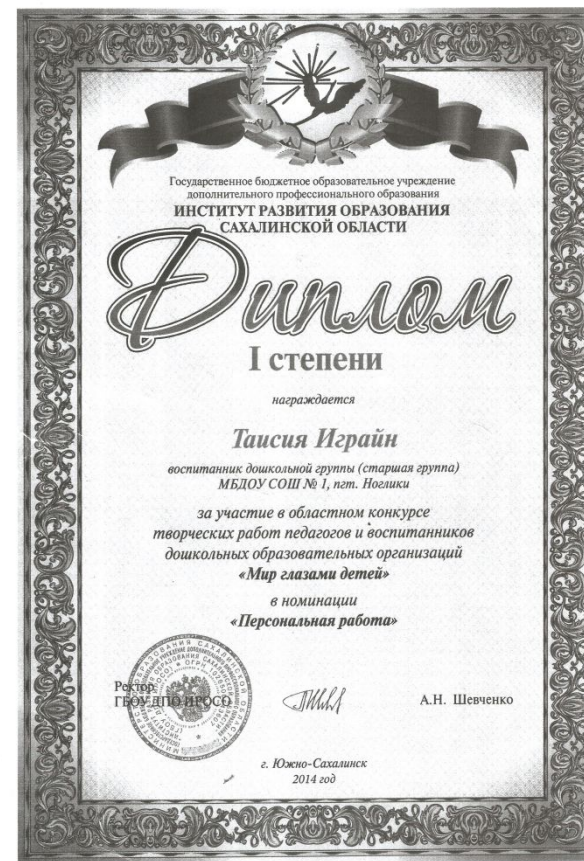 Государственное бюджетное образовательное учреждение
дополнительного профессионального образования
ИНСТИТУТ РАЗВИТИЯ ОБРАЗОВАНИЯ
САХАЛИНСКОЙ ОБЛАСТИ
Диплом
I степени
награждается
Таисия Играйн
воспитанник дошкольной группы (старшая группа)
МБДОУ СОШ № 1, пгт. Ноглики
за участие в областном конкурсе
творческих работ педагогов и воспитанников
дошкольных образовательных организаций
«Мир глазами детей»
в номинации
«Персональная работа»
Ректор
ГБОУ ДПО ИРОСО
А.Н. Шевченко
г. Южно-Сахалинск
2014 год